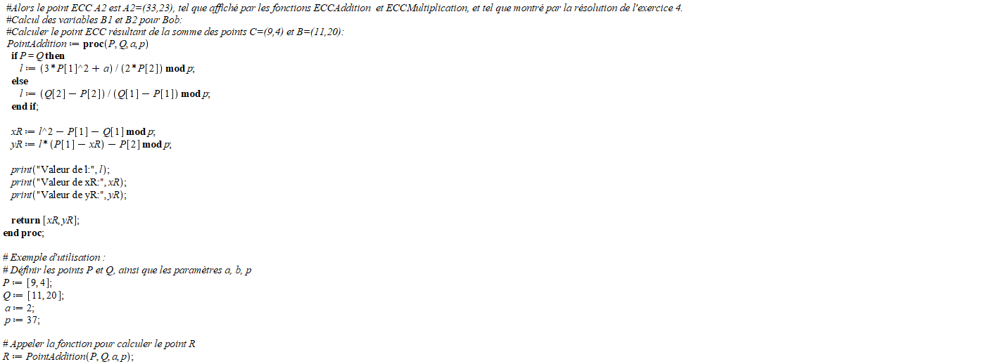 #Alors le point ECC A2 est A2=(33,23), tel que affiché par les fonctions ECCAddition et ECCMultiplication, et tel que montré par la résolution de l'exercice 4.
#Calcul des variables B1 et B2 pour Bob:
#Calculer le point ECC résultant de la somme des points C=(9,4) et B=(11,20):
PointAddition := proc(P, Q, a, p)
if P = Q then
l := (3*P[1]^2 + a) / (2*P[2]) mod p;
else
l := (Q[2] − P[2]) / (Q[1] − P[1]) mod p;
end if;
xR := l^2 − P[1] − Q[1] mod p;
yR := l*(P[1] − xR) − P[2] mod p;
print("Valeur de l:", l);
print("Valeur de xR:", xR);
print("Valeur de yR:", yR);
return [xR, yR];
end proc;
# Exemple d'utilisation :
# Définir les points P et Q, ainsi que les paramètres a, b, p
P := [9, 4];
Q := [11, 20];
a := 2;
p := 37;
# Appeler la fonction pour calculer le point R
R := PointAddition(P, Q, a, p);